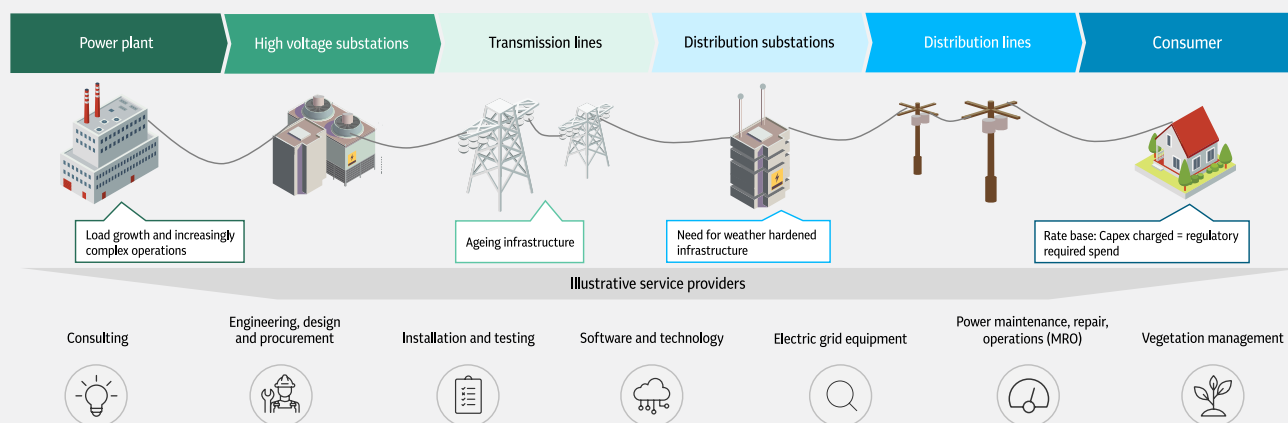 Power plant
High voltage substations
Transmission lines
Distribution substations
Distribution lines
Consumer
Load growth and increasingly
complex operations
Ageing infrastructure
Need for weather hardened
infrastructure
Rate base: Capex charged = regulatory
required spend
Illustrative service providers
Consulting
Engineering, design
and procurement
Installation and testing
Software and technology
Electric grid equipment
Power maintenance, repair,
operations (MRO)
Vegetation management